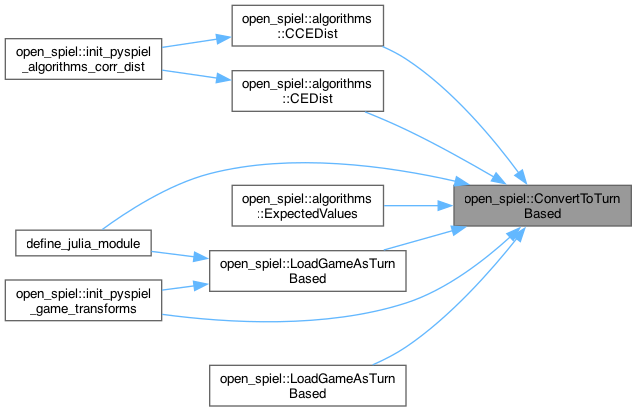 open_spiel::algorithms
::CCEDist
open_spiel::init_pyspiel
_algorithms_corr_dist
open_spiel::algorithms
::CEDist
open_spiel::algorithms
::ExpectedValues
open_spiel::ConvertToTurn
Based
define_julia_module
open_spiel::LoadGameAsTurn
Based
open_spiel::init_pyspiel
_game_transforms
open_spiel::LoadGameAsTurn
Based